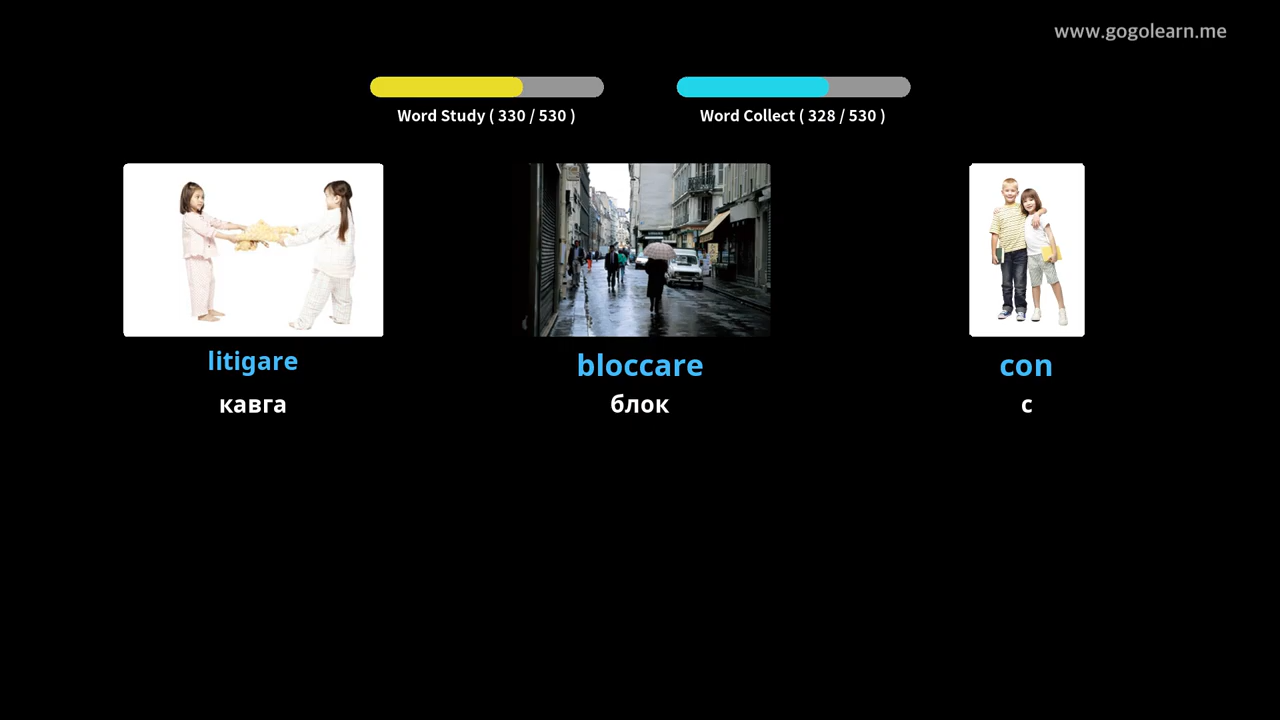 www.gogolearn.me
Word Study ( 330 / 530 )
Word Collect ( 328 / 530 )
litigare
bloccare
con
кавга
блок
с